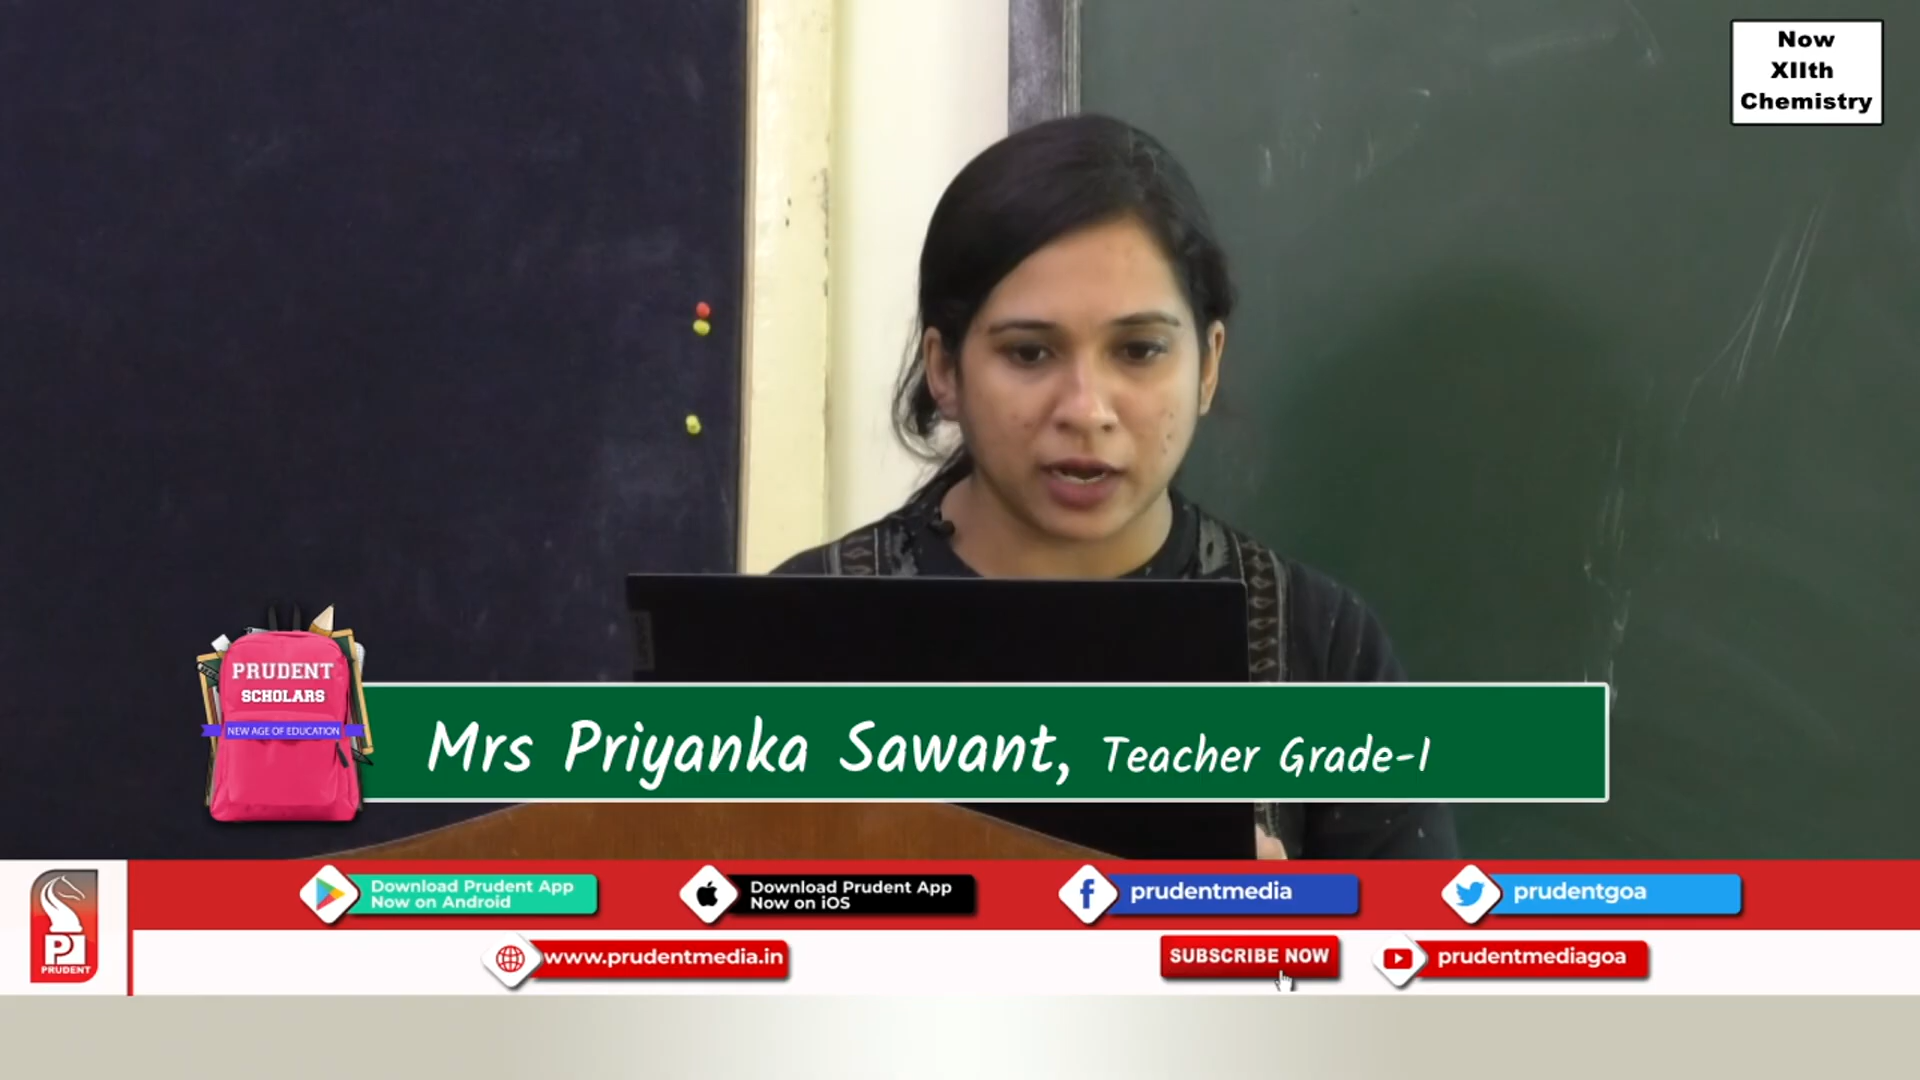 Now
XIIth
Chemistry
PRUDENT
SCHOLARS
NEW AGE OF EDUCATION
Mrs Priyanka Sawant, Teacher Grade-I
Download Prudent App
Now on Android
Download Prudent App
Now on iOS
prudentmedia
prudentgoa
PRUDENT
www.prudentmedia.in
SUBSCRIBE NOW
prudentmediagoa